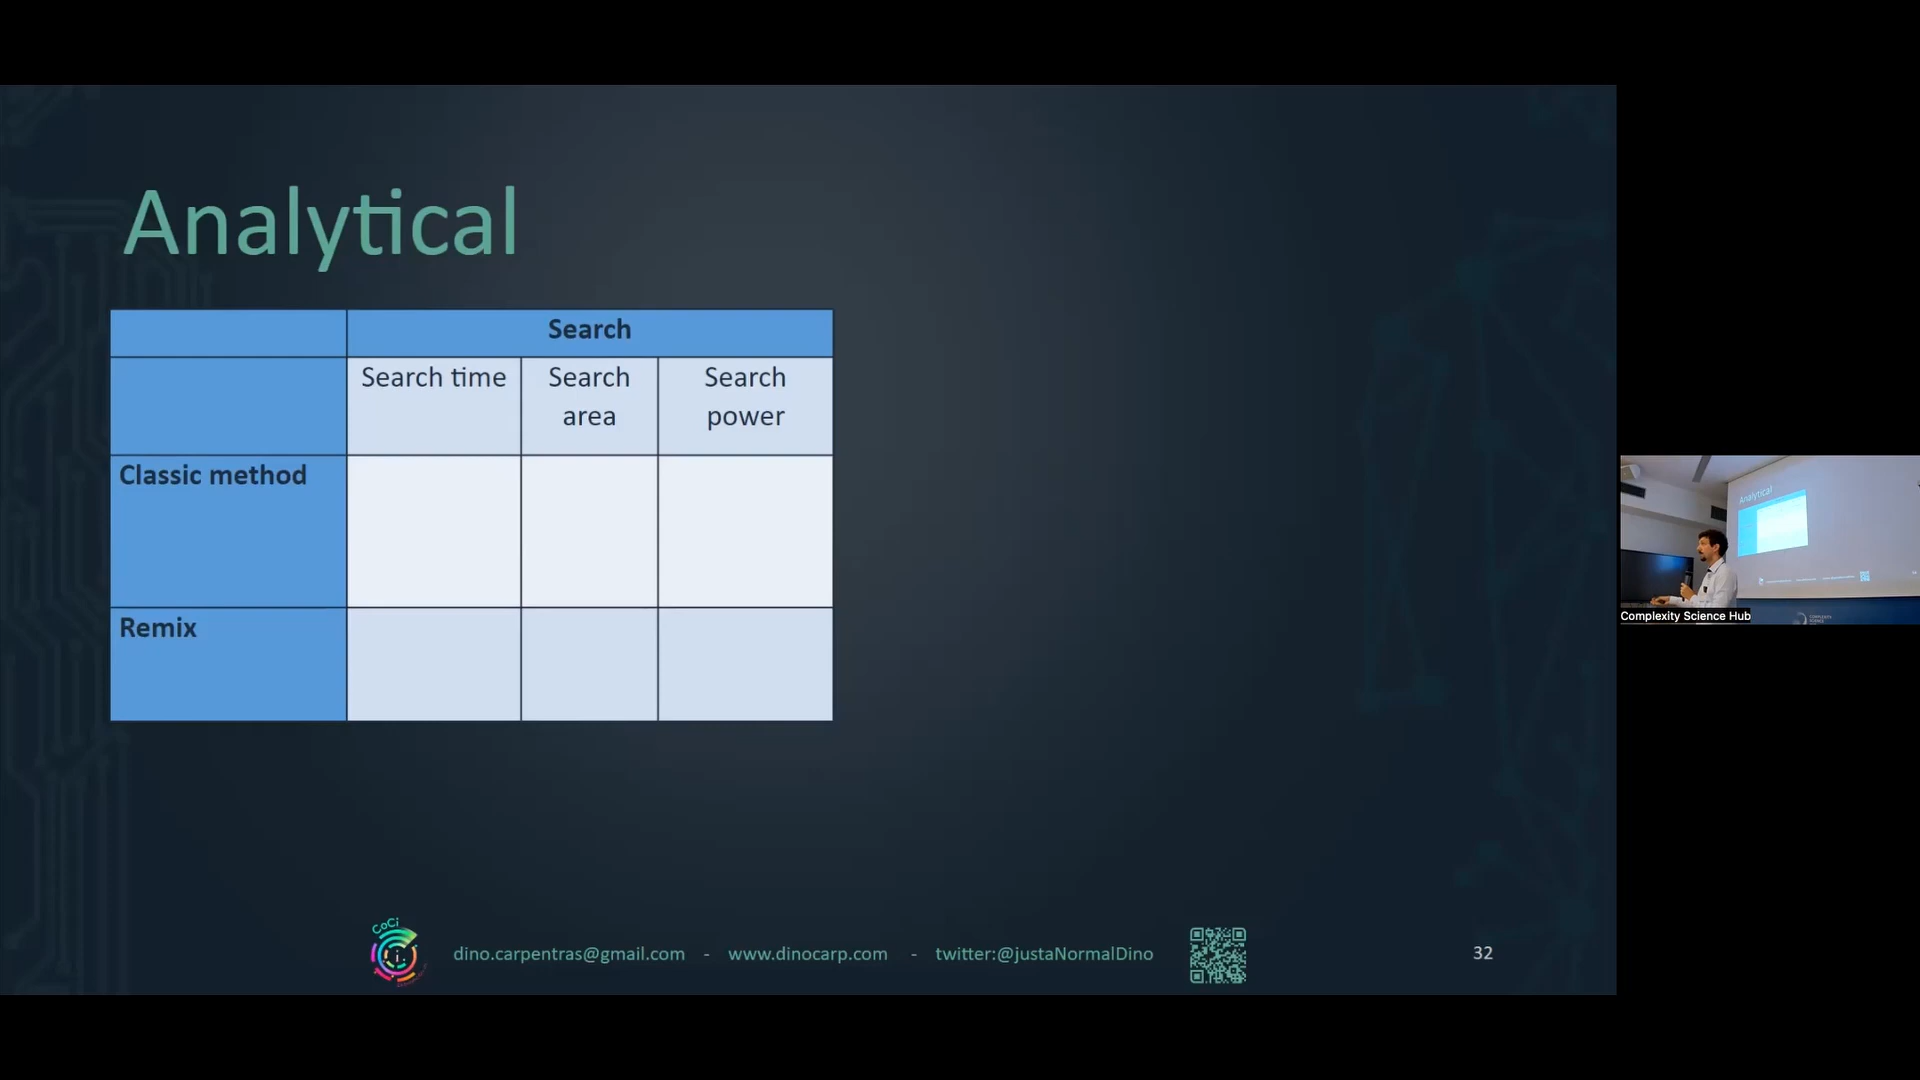 Analytical
Search
Search time
Search
area
Search
power
Classic method
Remix
CoCi
dino.carpentras@gmail.com - www.dinocarp.com - twitter:@justaNormalDino
32
Analytical
Complexity Science Hub